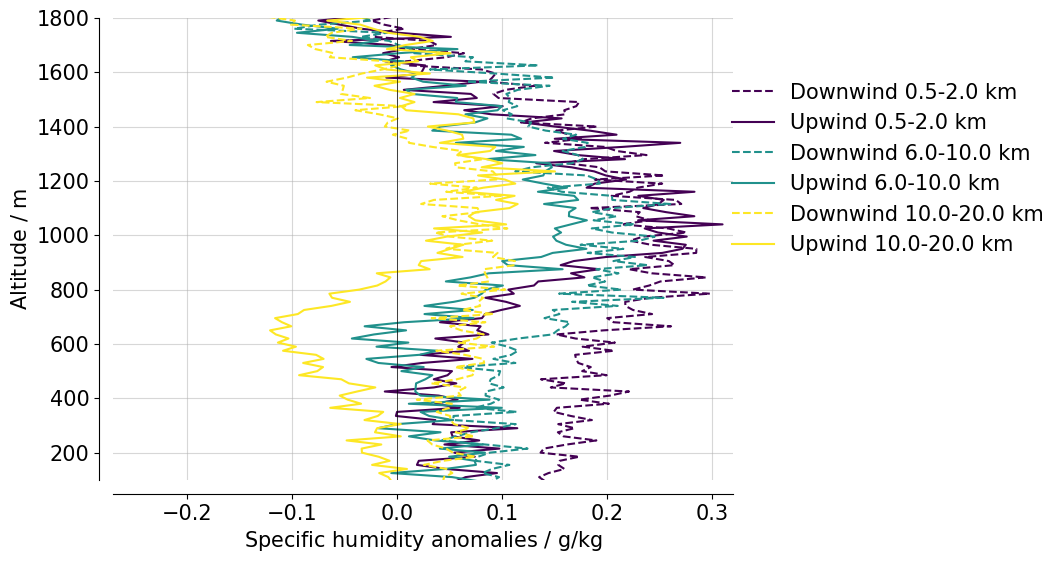 1800
1600
1400
1200
1000
800
600
400
200
Altitude / m
−0.2
−0.1
0.0
0.1
0.2
0.3
Specific humidity anomalies / g/kg
Downwind 0.5-2.0 km
Upwind 0.5-2.0 km
Downwind 6.0-10.0 km
Upwind 6.0-10.0 km
Downwind 10.0-20.0 km
Upwind 10.0-20.0 km